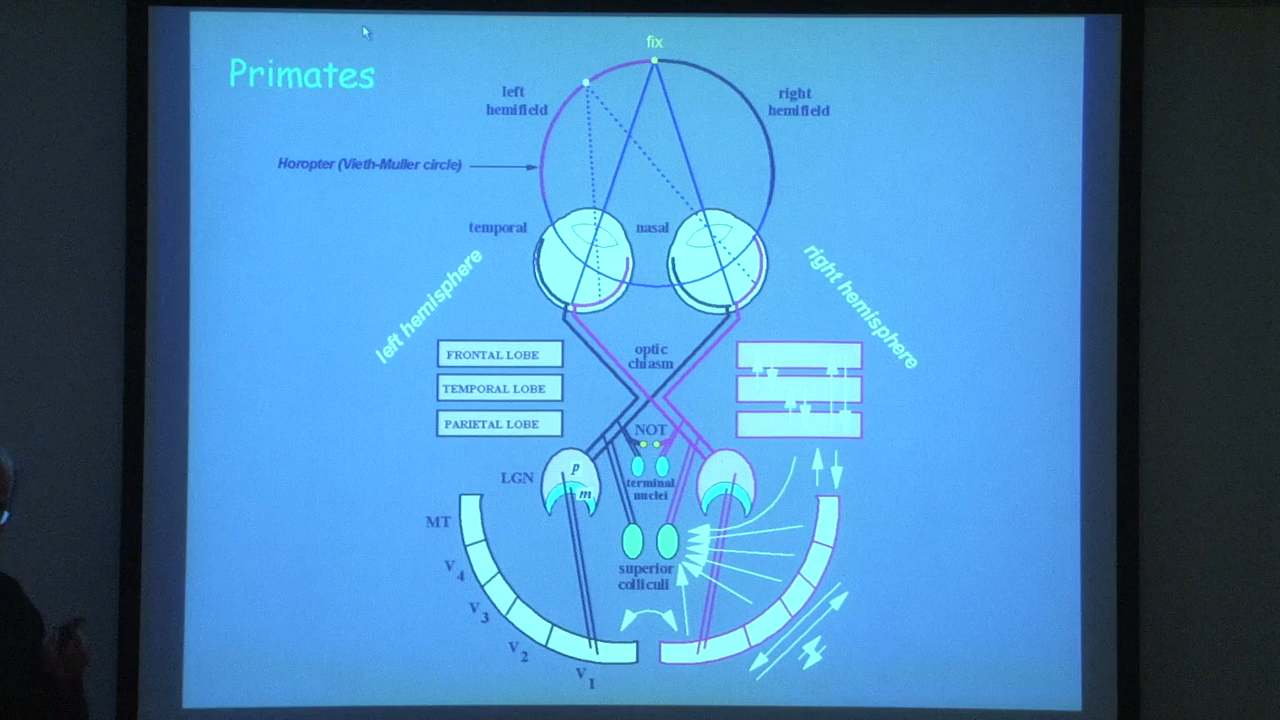 Primates
fix
left
hemifield
right
hemifield
Horopter (Vieth-Muller circle)
temporal
nasal
left hemisphere
right hemisphere
optic
chiasm
FRONTAL LOBE
TEMPORAL LOBE
PARIETAL LOBE
NOT
LGN
p
m
terminal
nuclei
MT
superior
colliculi
V4
V3
V2
V1